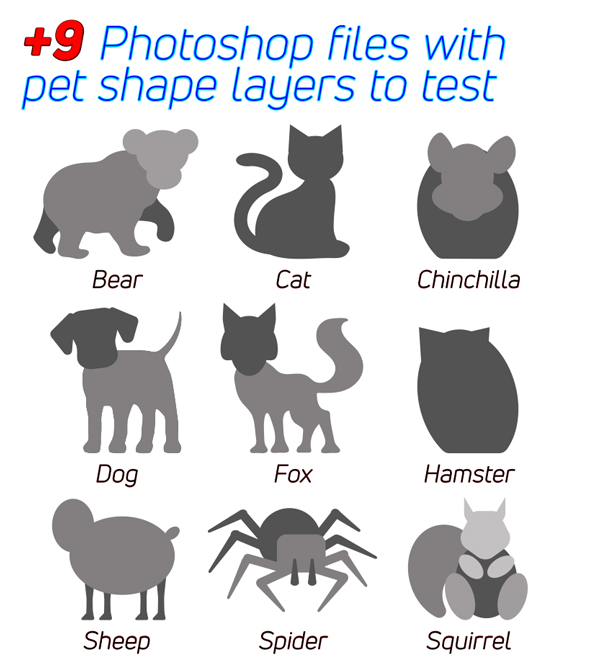 +9 Photoshop files with
pet shape layers to test
Bear
Cat
Chinchilla
Dog
Fox
Hamster
Sheep
Spider
Squirrel